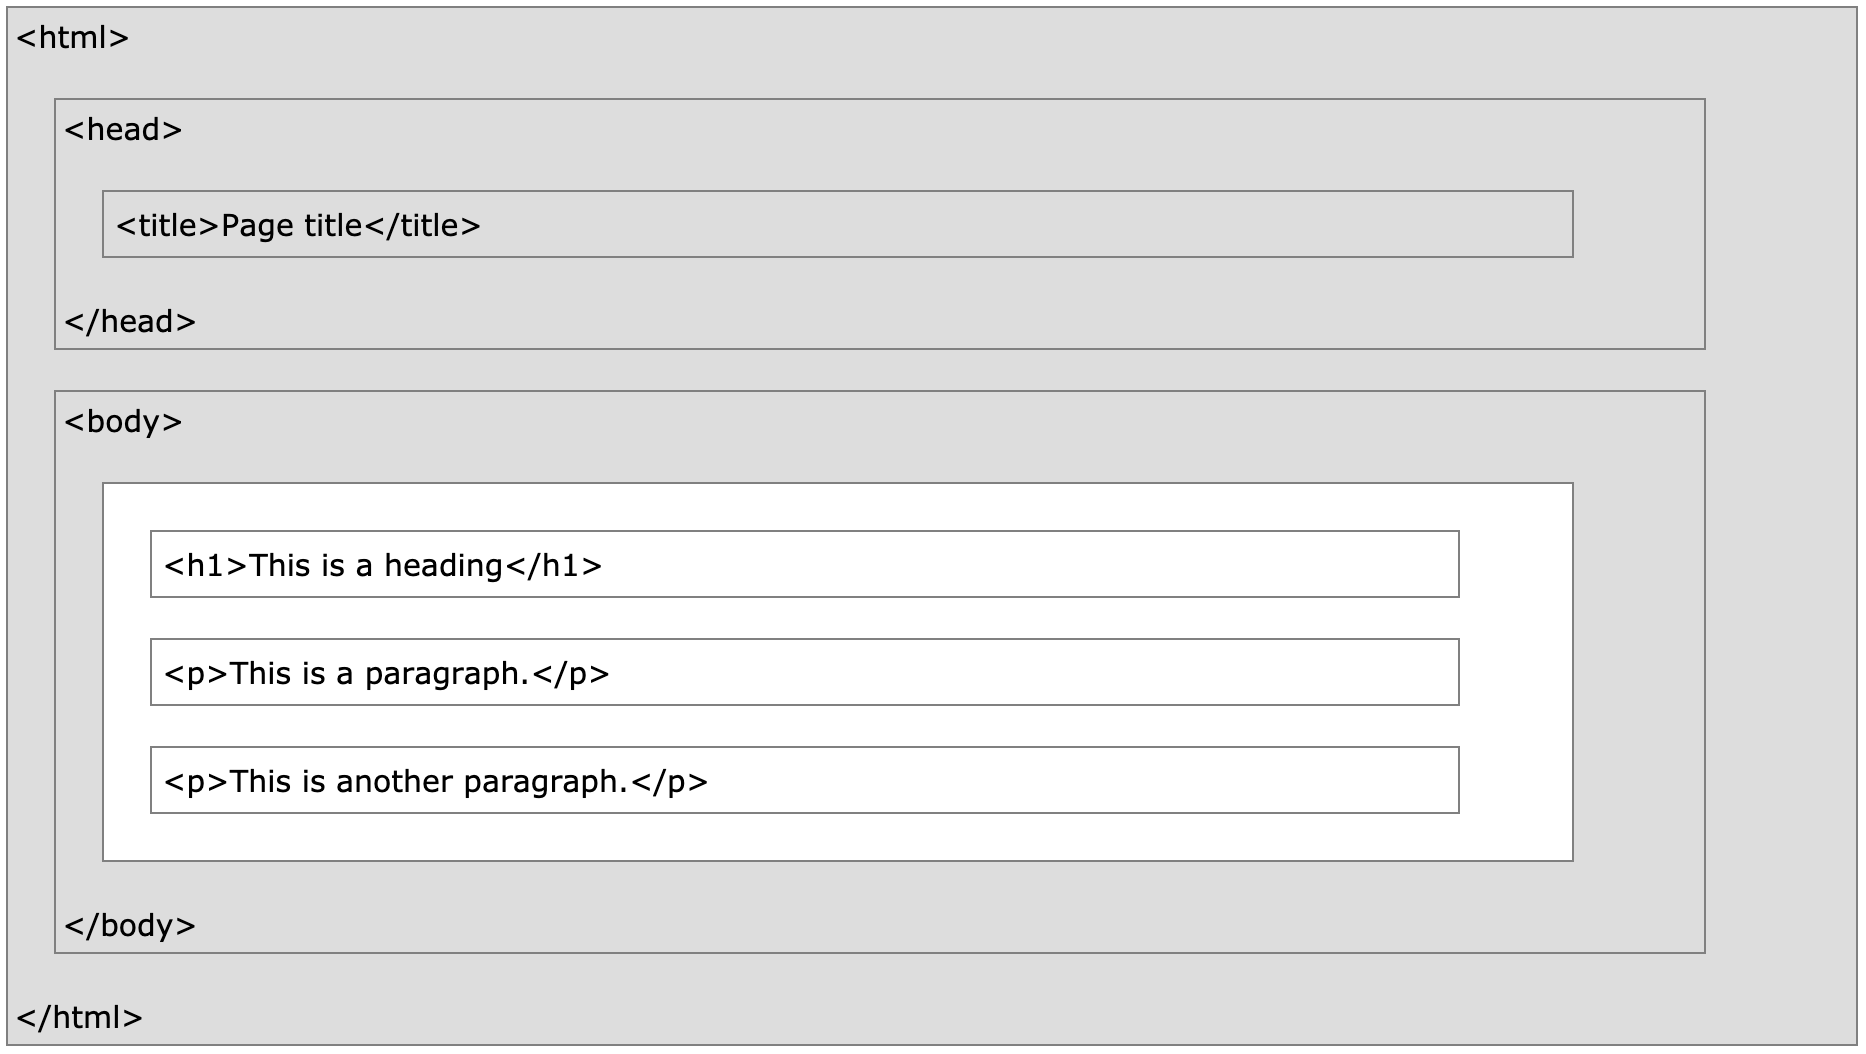 <html>
<head>
<title>Page title</title>
</head>
<body>
<h1>This is a heading</h1>
<p>This is a paragraph.</p>
<p>This is another paragraph.</p>
</body>
</html>